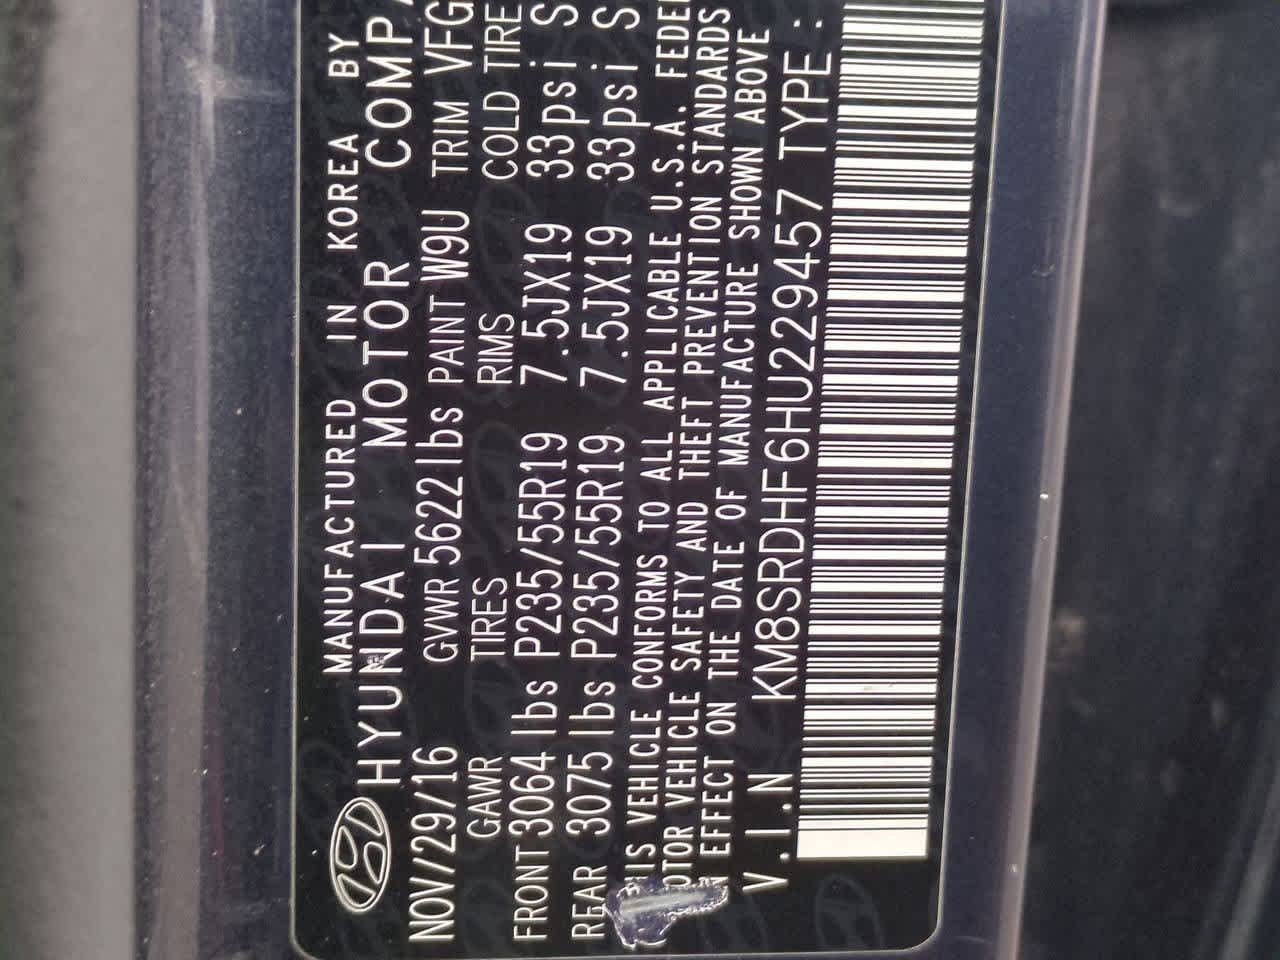 MANUFACTURED IN KOREA BY
HYUNDAI MOTOR COMPA
NOV/29/16 GVWR 5622lbs PAINT W9U TRIM VFG
GAWR TIRES RIMS COLD TIRE
FRONT 3064 lbs P235/55R19 7.5JX19 33psi S
REAR 3075 lbs P235/55R19 7.5JX19 33psi S
IS VEHICLE CONFORMS TO ALL APPLICABLE U.S.A. FEDE
OTOR VEHICLE SAFETY AND THEFT PREVENTION STANDARDS
N EFFECT ON THE DATE OF MANUFACTURE SHOWN ABOVE
V.I.N KM8SRDHF6HU229457 TYPE :